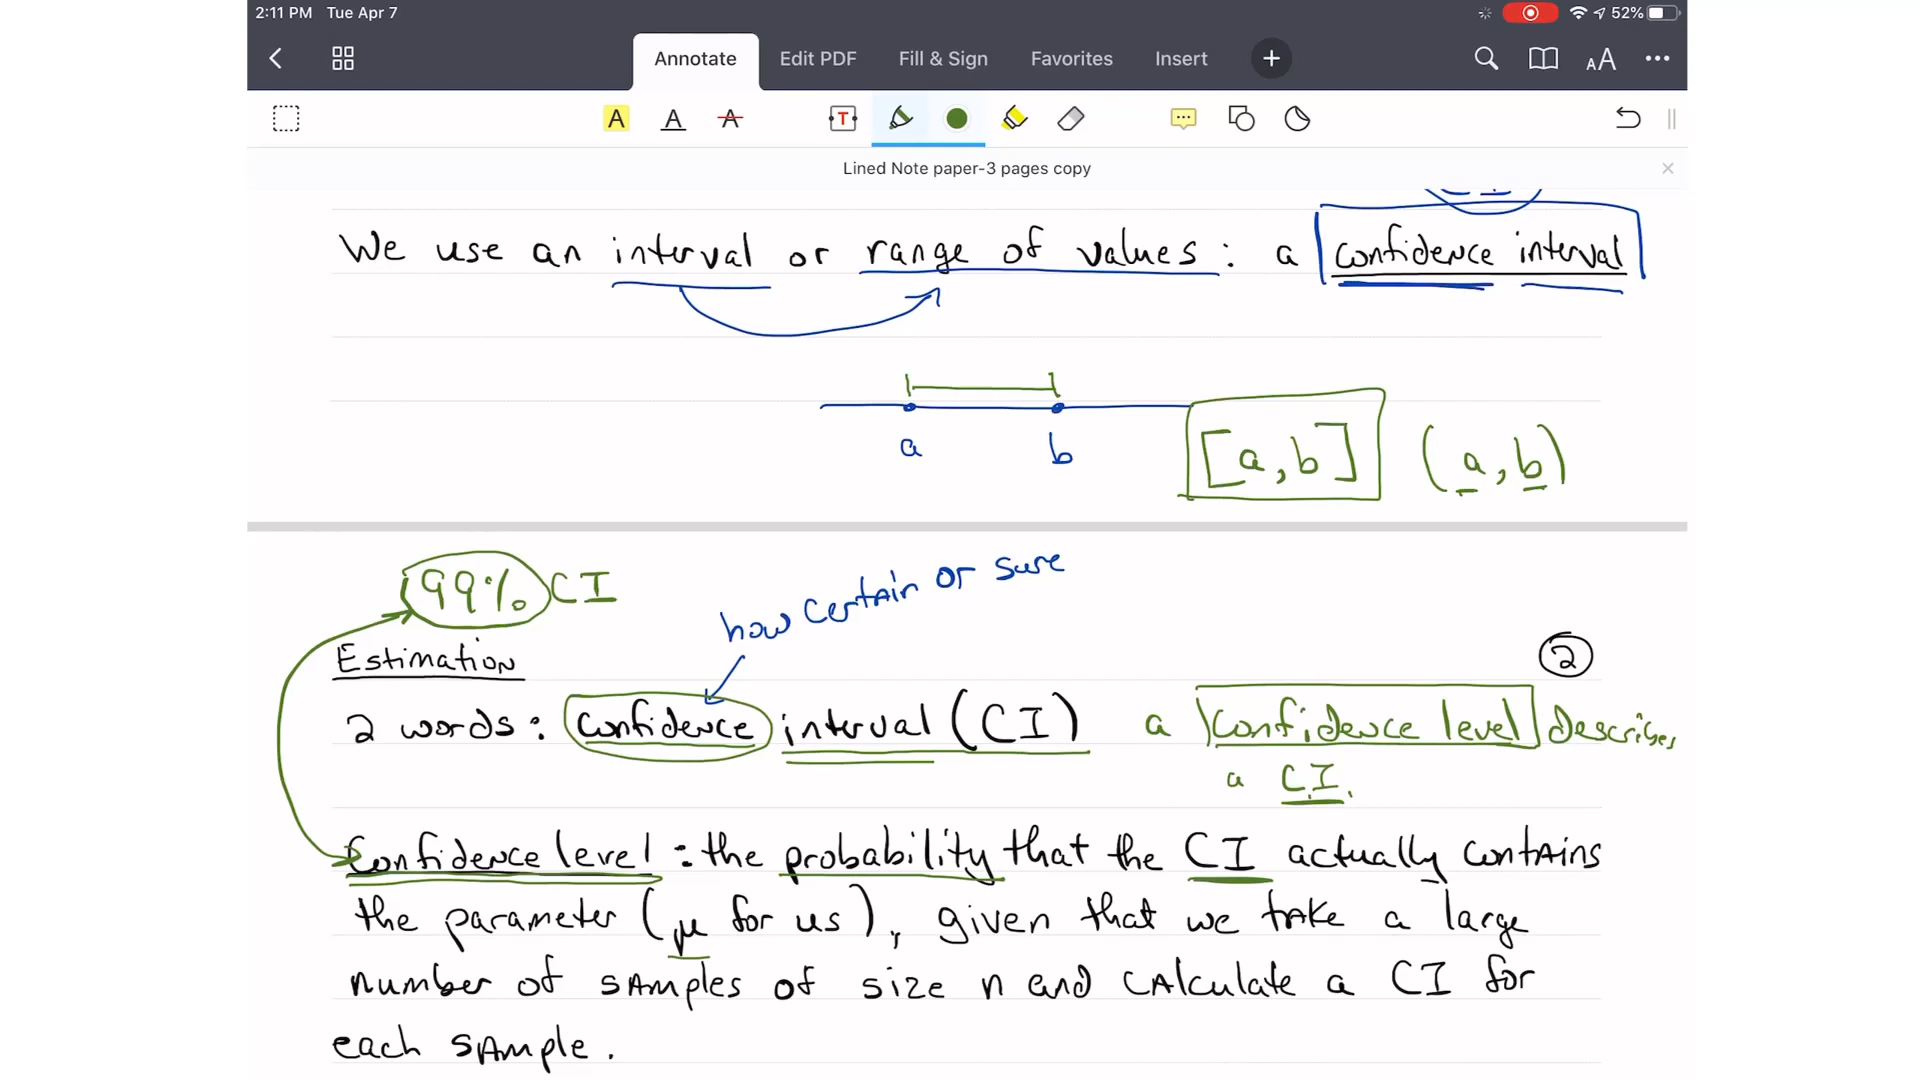 2:11 PM Tue Apr 7
52%
Annotate Edit PDF Fill & Sign Favorites Insert
AA
A A A T
Lined Note paper-3 pages copy
We use an interval or range of values : a confidence interval
a b
[a,b] (a,b)
99% CI
how certain or sure
Estimation
2
2 words : Confidence interval (CI) a Confidence level describes
a CI.
Confidence level : the probability that the CI actually contains
the parameter (μ for us), given that we take a large
number of samples of size n and calculate a CI for
each sample.